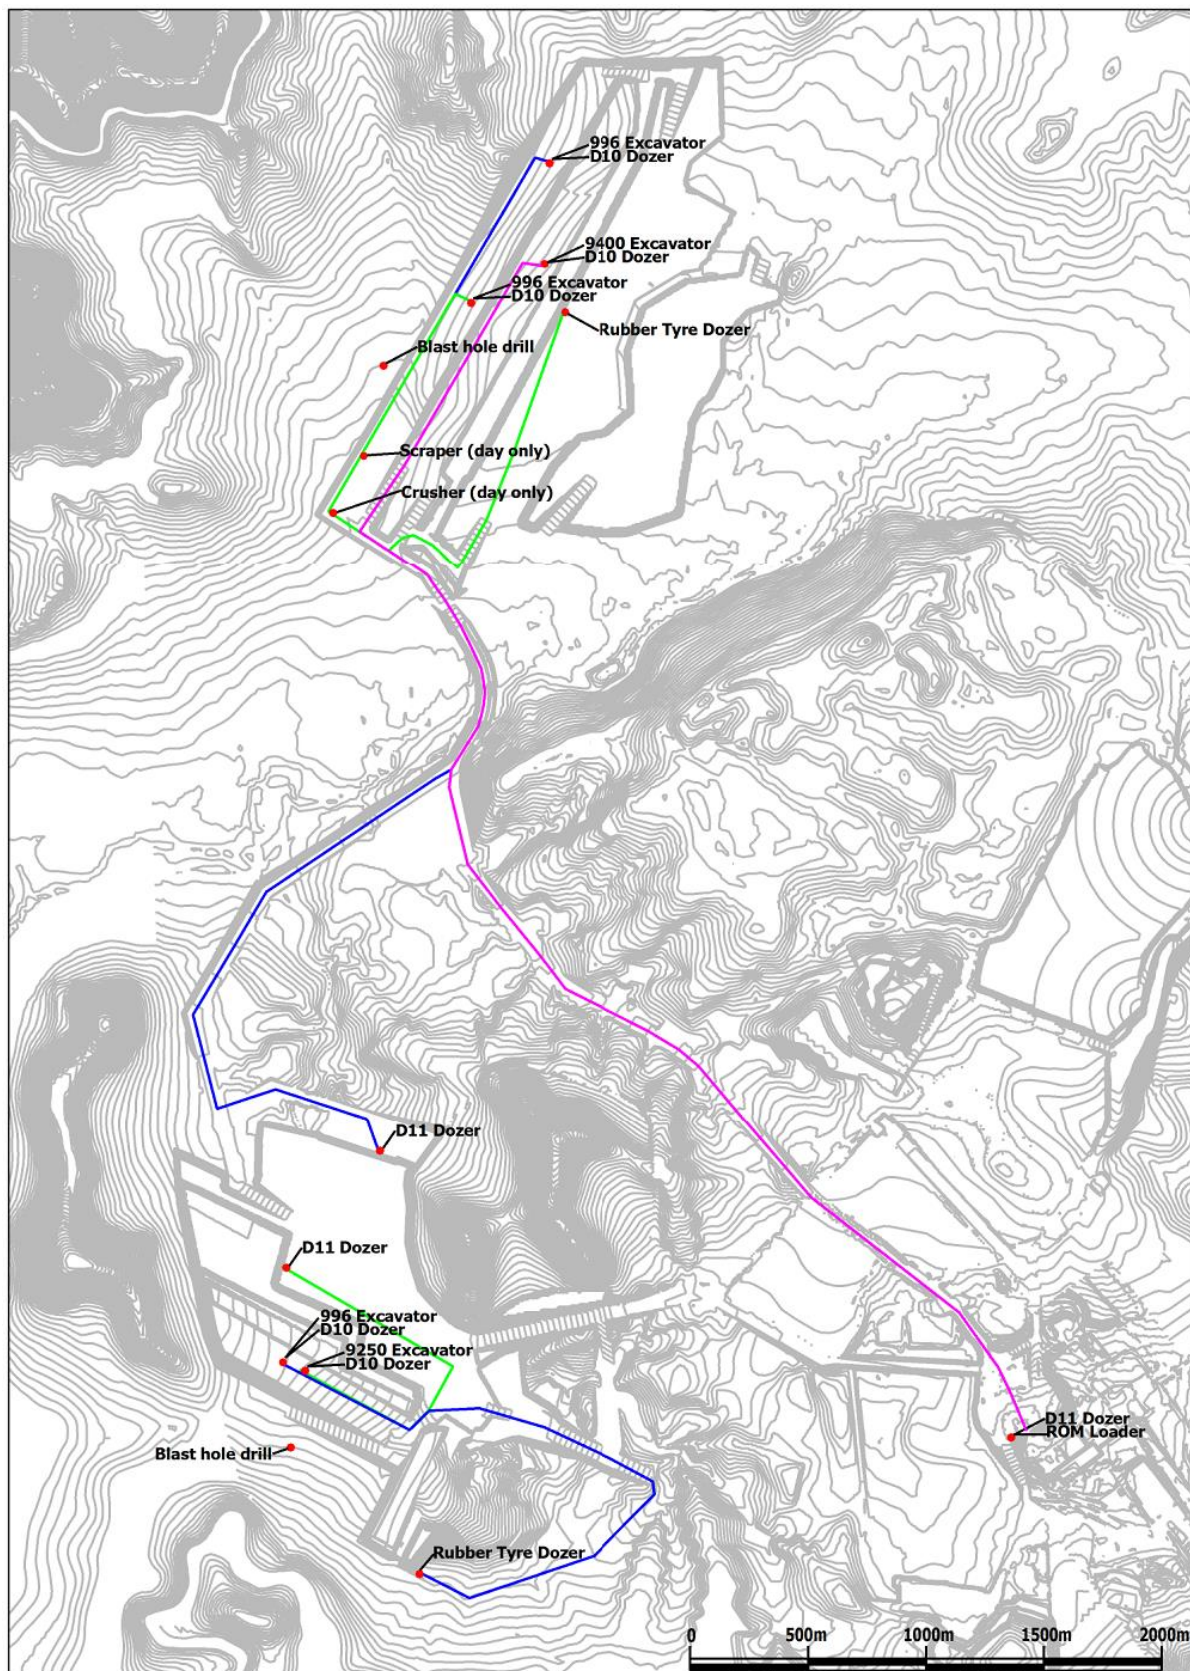 996 Excavator
D10 Dozer
9400 Excavator
D10 Dozer
996 Excavator
D10 Dozer
Rubber Tyre Dozer
Blast hole drill
Scraper (day only)
Crusher (day only)
D11 Dozer
D11 Dozer
996 Excavator
D10 Dozer
9250 Excavator
D10 Dozer
D11 Dozer
ROM Loader
Blast hole drill
Rubber Tyre Dozer
0 500m 1000m 1500m 2000m